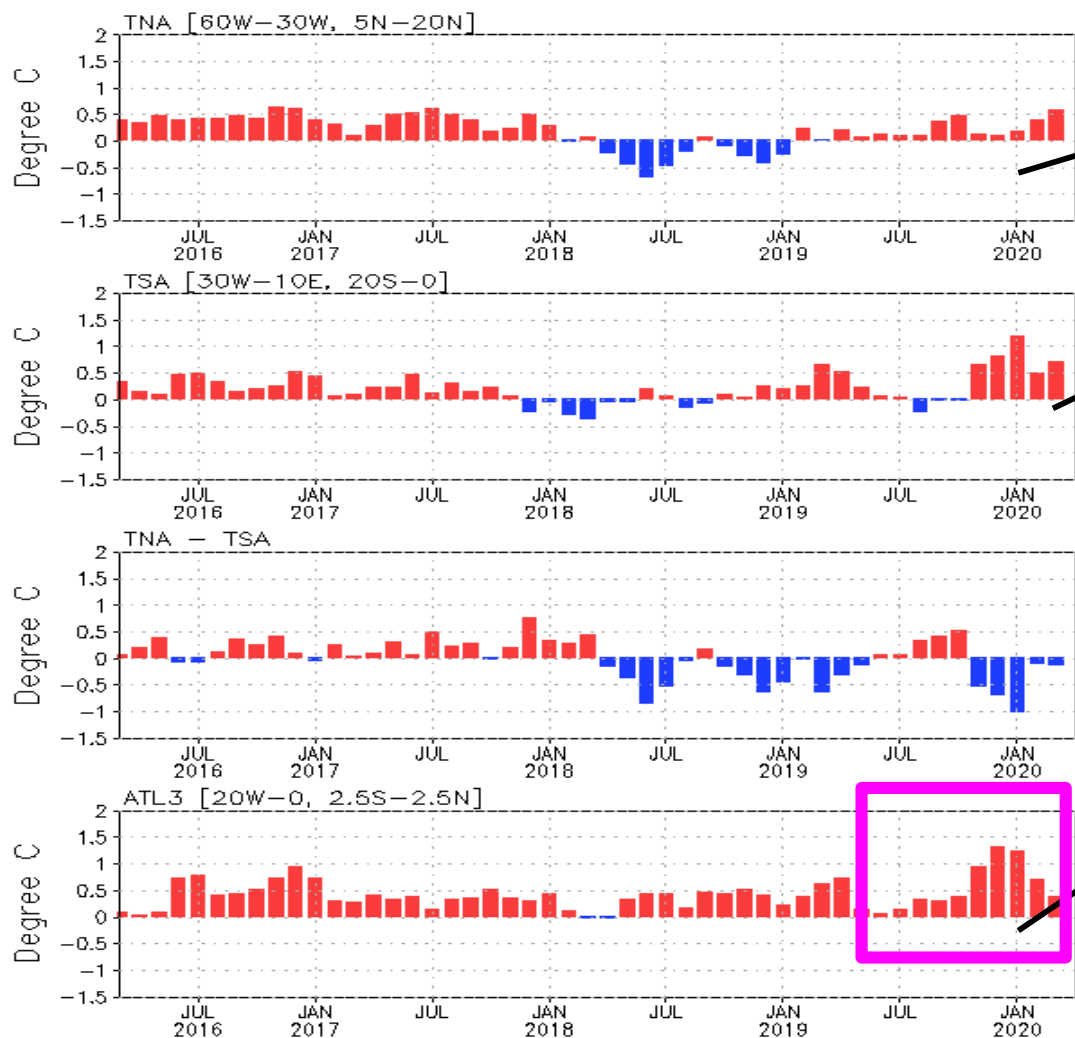 TNA [60W-30W, 5N-20N]
Degree C
2
1.5
1
0.5
0
-0.5
-1
-1.5
JUL JAN JUL JAN JUL JAN JUL JAN
2016 2017 2018 2019 2020
TSA [30W-10E, 20S-0]
Degree C
2
1.5
1
0.5
0
-0.5
-1
-1.5
JUL JAN JUL JAN JUL JAN JUL JAN
2016 2017 2018 2019 2020
TNA - TSA
Degree C
2
1.5
1
0.5
0
-0.5
-1
-1.5
JUL JAN JUL JAN JUL JAN JUL JAN
2016 2017 2018 2019 2020
ATL3 [20W-0, 2.5S-2.5N]
Degree C
2
1.5
1
0.5
0
-0.5
-1
-1.5
JUL JAN JUL JAN JUL JAN JUL JAN
2016 2017 2018 2019 2020